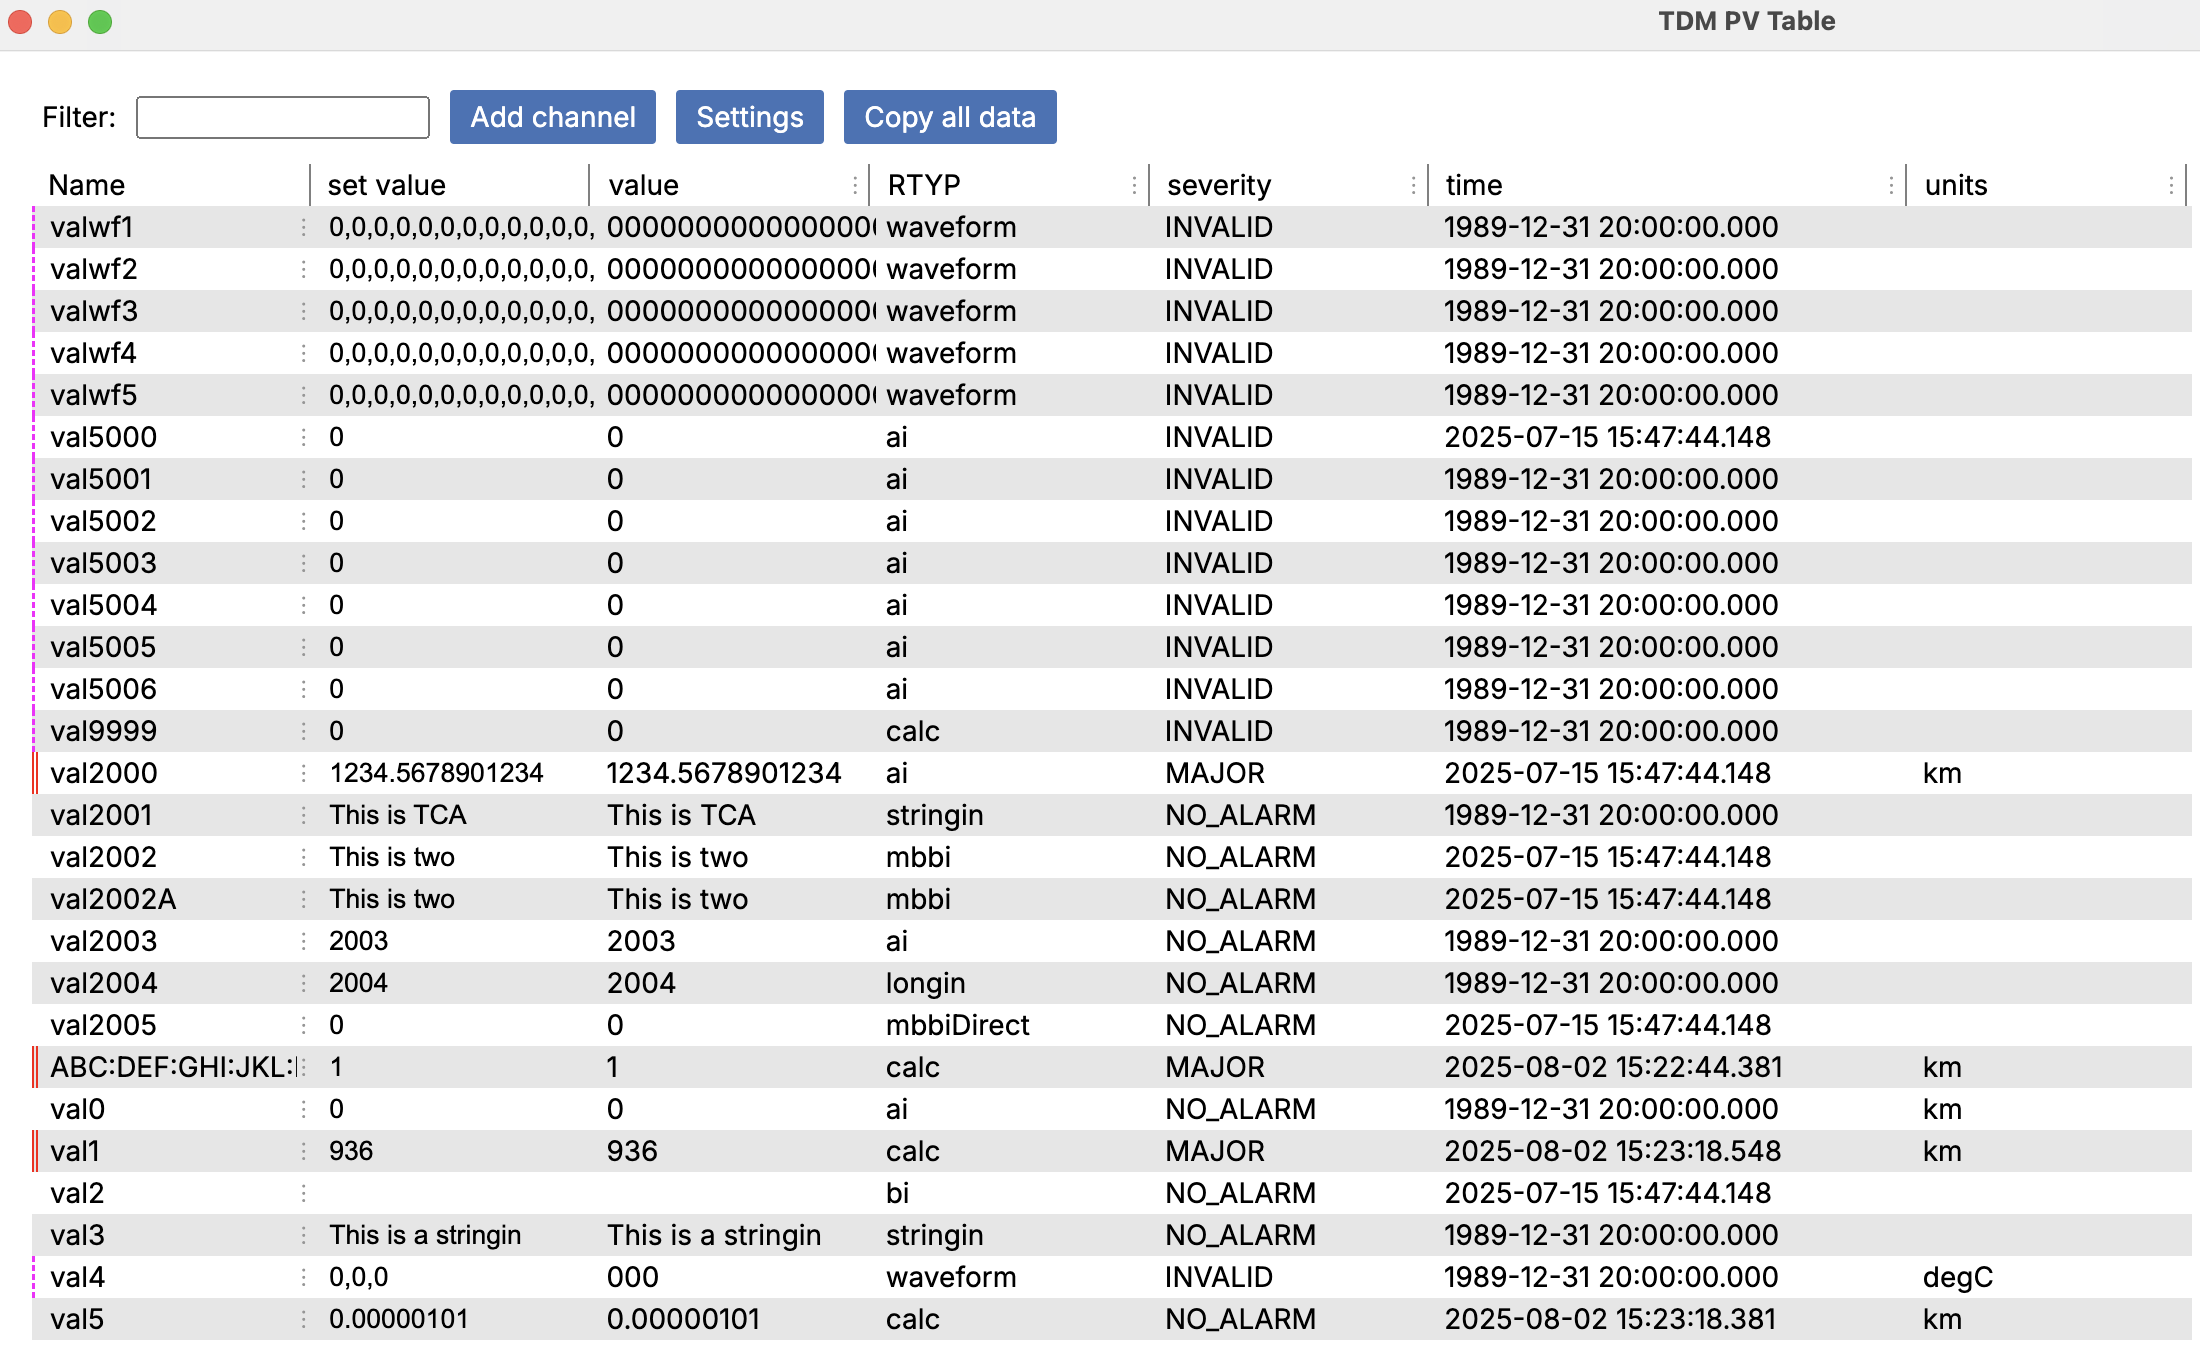 TDM PV Table
Filter: Add channel Settings Copy all data
Name set value value RTYP severity time units
valwf1 0,0,0,0,0,0,0,0,0,0,0,0, 000000000000000000 waveform INVALID 1989-12-31 20:00:00.000
valwf2 0,0,0,0,0,0,0,0,0,0,0,0, 000000000000000000 waveform INVALID 1989-12-31 20:00:00.000
valwf3 0,0,0,0,0,0,0,0,0,0,0,0, 000000000000000000 waveform INVALID 1989-12-31 20:00:00.000
valwf4 0,0,0,0,0,0,0,0,0,0,0,0, 000000000000000000 waveform INVALID 1989-12-31 20:00:00.000
valwf5 0,0,0,0,0,0,0,0,0,0,0,0, 000000000000000000 waveform INVALID 1989-12-31 20:00:00.000
val5000 0 0 ai INVALID 2025-07-15 15:47:44.148
val5001 0 0 ai INVALID 1989-12-31 20:00:00.000
val5002 0 0 ai INVALID 1989-12-31 20:00:00.000
val5003 0 0 ai INVALID 1989-12-31 20:00:00.000
val5004 0 0 ai INVALID 1989-12-31 20:00:00.000
val5005 0 0 ai INVALID 1989-12-31 20:00:00.000
val5006 0 0 ai INVALID 1989-12-31 20:00:00.000
val9999 0 0 calc INVALID 1989-12-31 20:00:00.000
val2000 1234.5678901234 1234.5678901234 ai MAJOR 2025-07-15 15:47:44.148 km
val2001 This is TCA This is TCA stringin NO_ALARM 1989-12-31 20:00:00.000
val2002 This is two This is two mbbi NO_ALARM 2025-07-15 15:47:44.148
val2002A This is two This is two mbbi NO_ALARM 2025-07-15 15:47:44.148
val2003 2003 2003 ai NO_ALARM 1989-12-31 20:00:00.000
val2004 2004 2004 longin NO_ALARM 1989-12-31 20:00:00.000
val2005 0 0 mbbiDirect NO_ALARM 2025-07-15 15:47:44.148
ABC:DEF:GHI:JKL: 1 1 calc MAJOR 2025-08-02 15:22:44.381 km
val0 0 0 ai NO_ALARM 1989-12-31 20:00:00.000 km
val1 936 936 calc MAJOR 2025-08-02 15:23:18.548 km
val2 bi NO_ALARM 2025-07-15 15:47:44.148
val3 This is a stringin This is a stringin stringin NO_ALARM 1989-12-31 20:00:00.000
val4 0,0,0 000 waveform INVALID 1989-12-31 20:00:00.000 degC
val5 0.00000101 0.00000101 calc NO_ALARM 2025-08-02 15:23:18.381 km